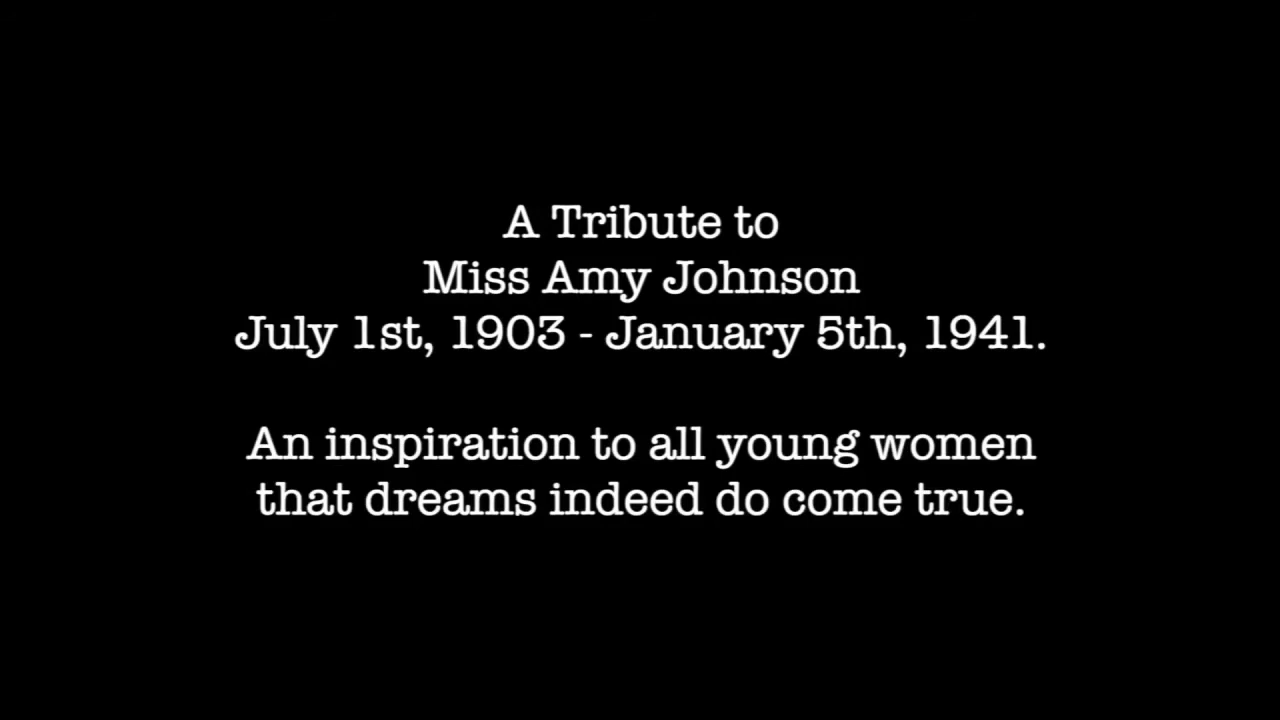 A Tribute to
Miss Amy Johnson
July 1st, 1903 - January 5th, 1941.
An inspiration to all young women
that dreams indeed do come true.